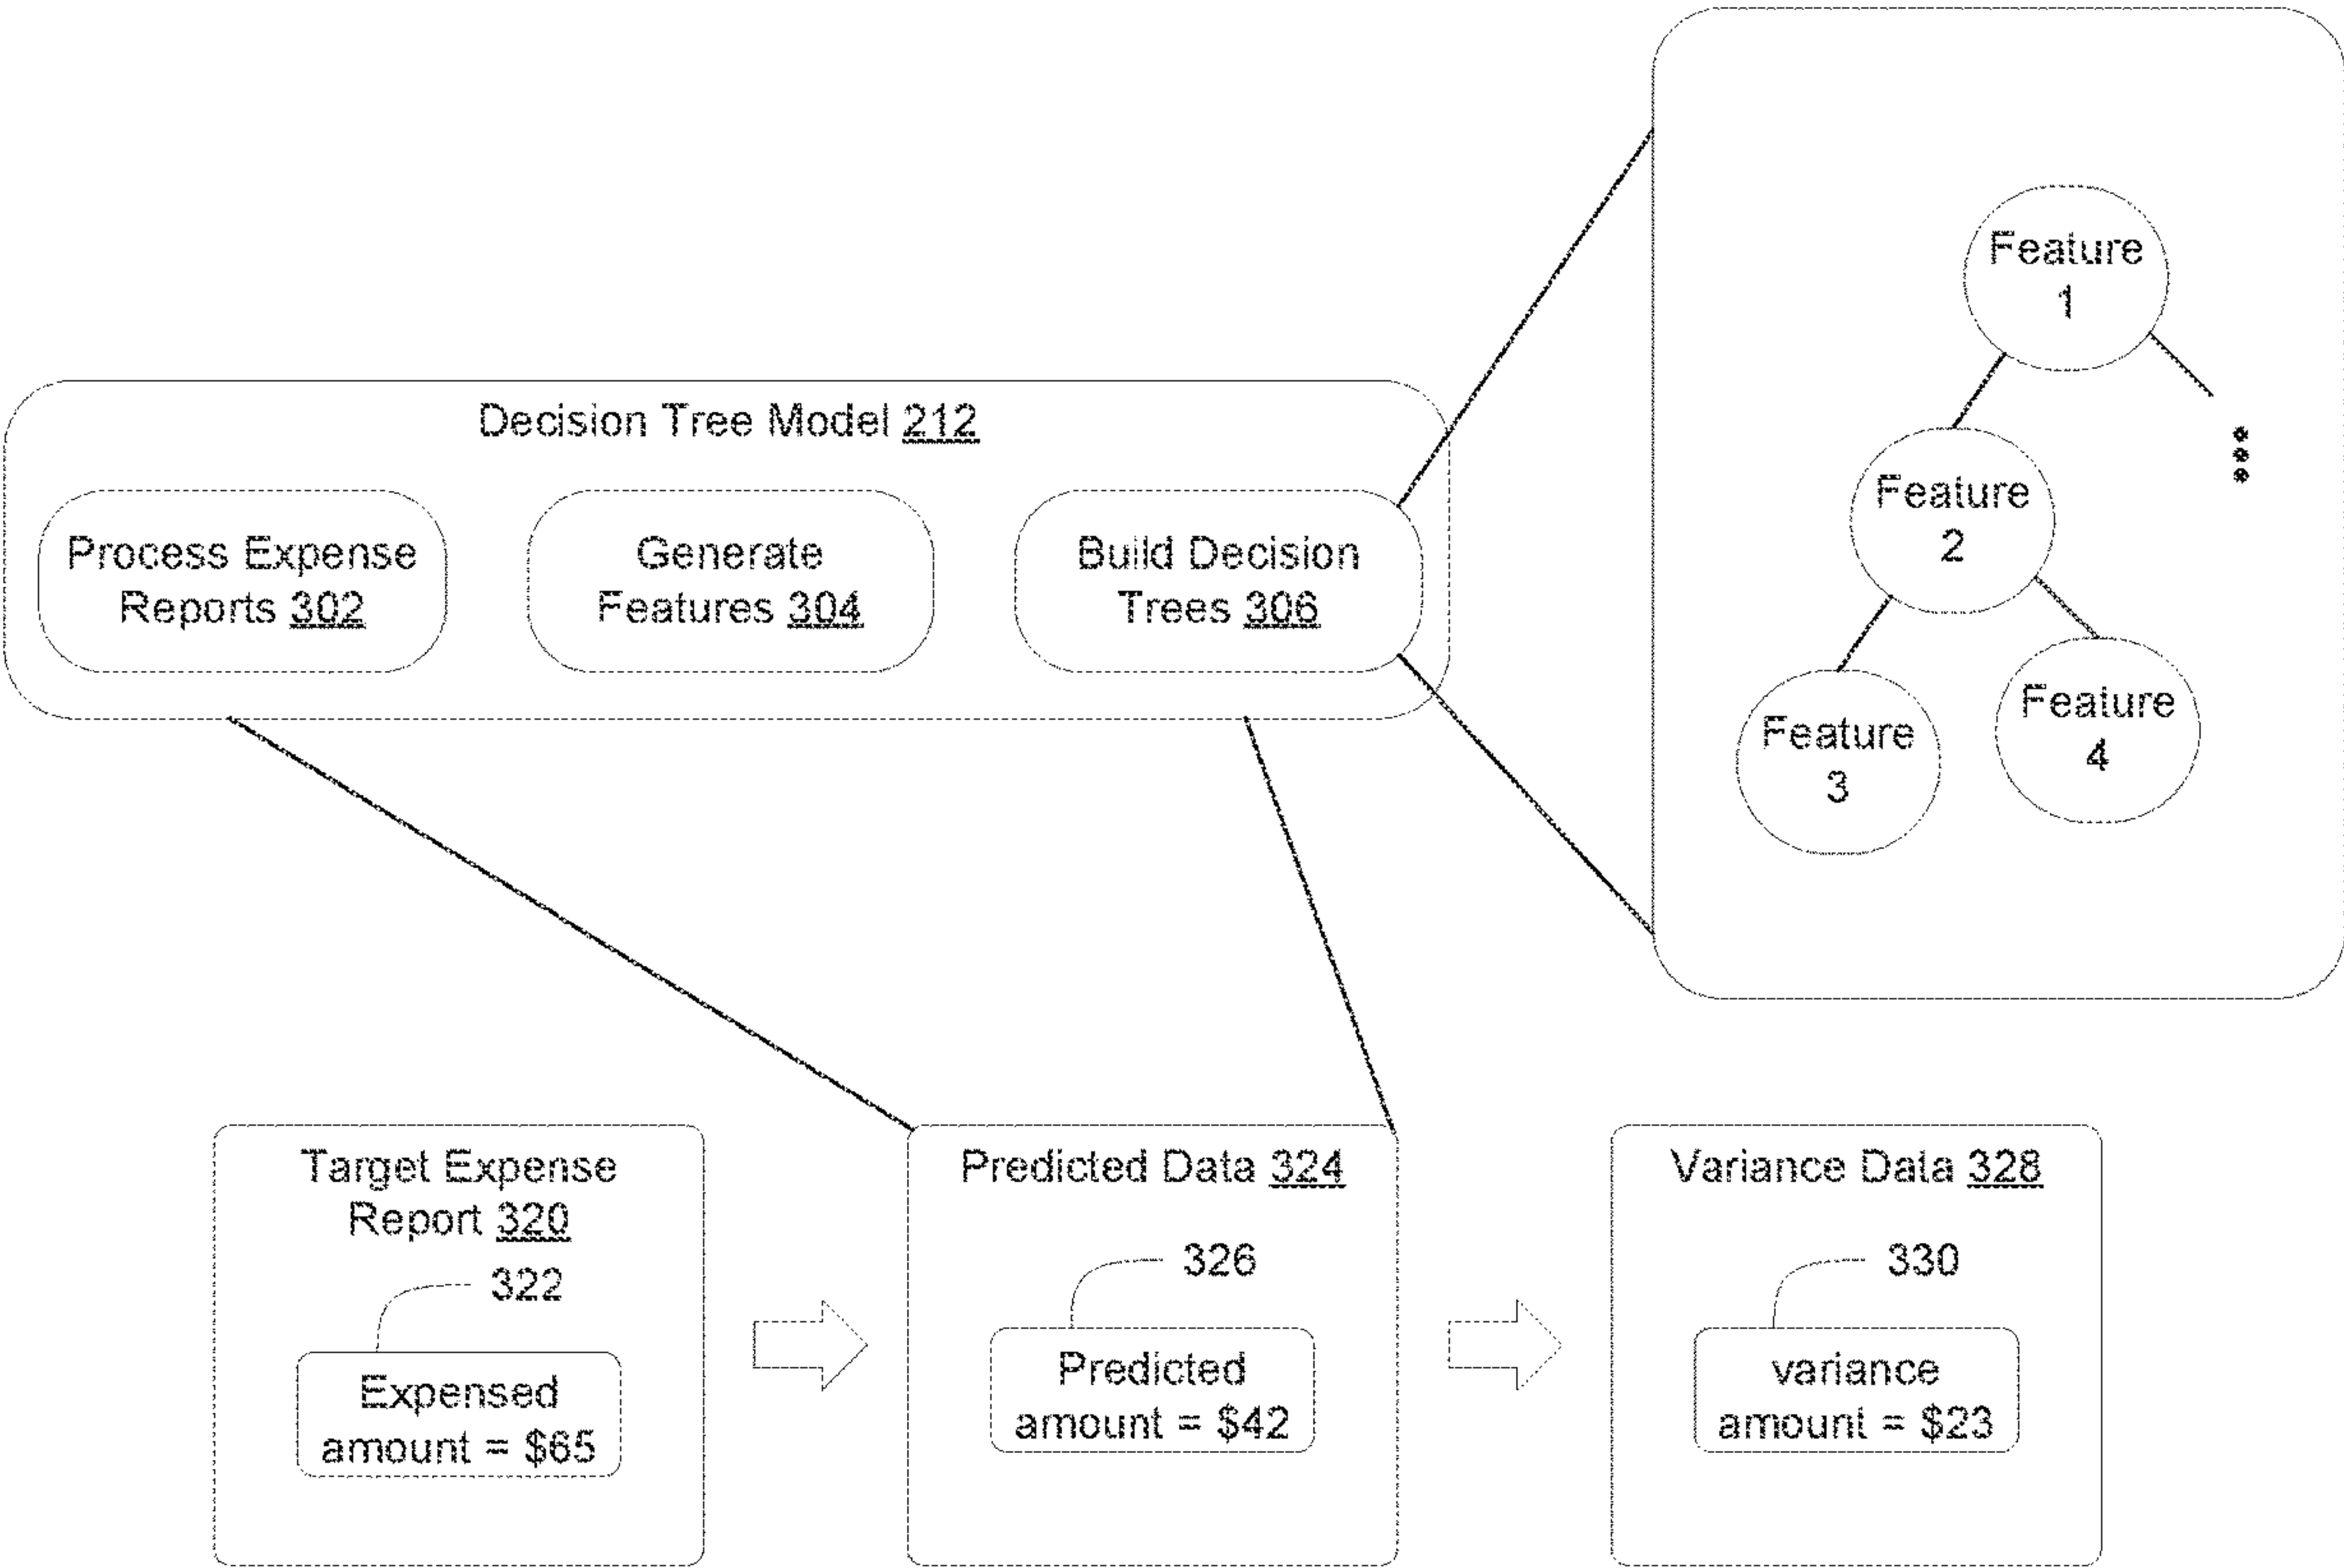 Decision Tree Model 212
Process Expense
Reports 302
Generate
Features 304
Build Decision
Trees 306
Feature
1
Feature
2
Feature
3
Feature
4
Target Expense
Report 320
322
Expensed
amount = $65
Predicted Data 324
326
Predicted
amount = $42
Variance Data 328
330
variance
amount = $23